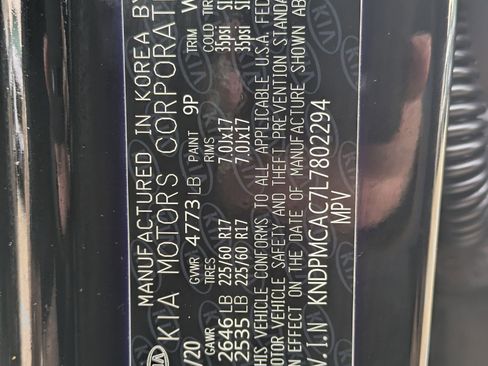 MANUFACTURED IN KOREA BY
KIA MOTORS CORPORATI
/20 GVWR 4773 LB PAINT 9P TRIM W
GAWR TIRES RIMS COLD TIR
2646 LB 225/60 R17 7.0JX17 35psi
2535 LB 225/60 R17 7.0JX17 35psi
THIS VEHICLE CONFORMS TO ALL APPLICABLE U.S.A. FED
MOTOR VEHICLE SAFETY AND THEFT PREVENTION STANDA
IN EFFECT ON THE DATE OF MANUFACTURE SHOWN AB
V.I.N KNDPMCAC7L7802294
MPV
KIA